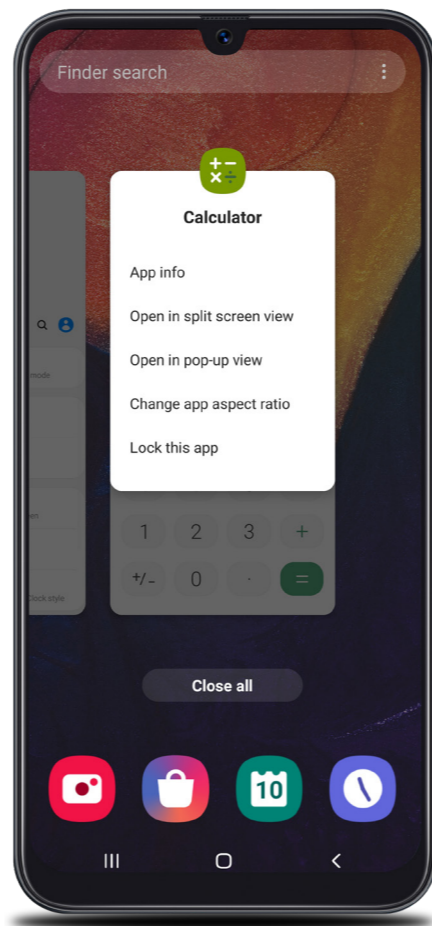 Finder search
Calculator
App info
Open in split screen view
Open in pop-up view
mode
Change app aspect ratio
Lock this app
1 2 3 +
+/- 0 . =
Clock style
Close all
10